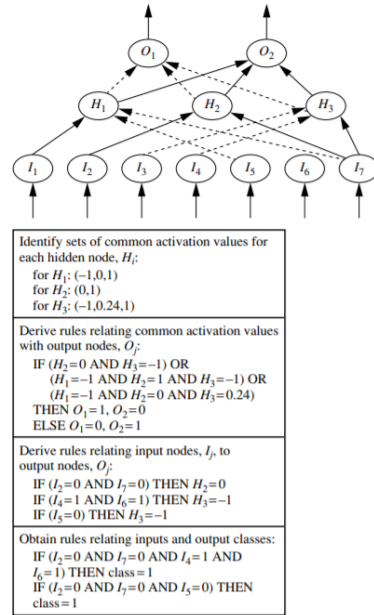 O1 O2
H1 H2 H3
I1 I2 I3 I4 I5 I6 I7
Identify sets of common activation values for
each hidden node, Hi:
for H1: (–1,0,1)
for H2: (0,1)
for H3: (–1,0.24,1)
Derive rules relating common activation values
with output nodes, Oj:
IF (H2=0 AND H3=–1) OR
(H1=–1 AND H2=1 AND H3=–1) OR
(H1=–1 AND H2=0 AND H3=0.24)
THEN O1=1, O2=0
ELSE O1=0, O2=1
Derive rules relating input nodes, Ij, to
output nodes, Oj:
IF (I2=0 AND I7=0) THEN H2=0
IF (I4=1 AND I6=1) THEN H3=–1
IF (I5=0) THEN H3=–1
Obtain rules relating inputs and output classes:
IF (I2=0 AND I7=0 AND I4=1 AND
I6=1) THEN class=1
IF (I2=0 AND I7=0 AND I5=0) THEN
class=1